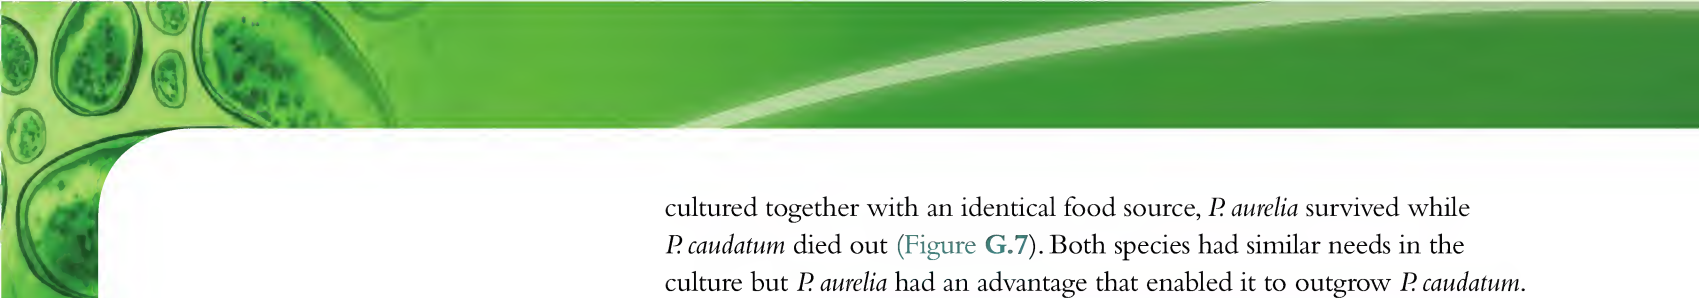 cultured together with an identical food source, P. aurelia survived while
P. caudatum died out (Figure G.7). Both species had similar needs in the
culture but P. aurelia had an advantage that enabled it to outgrow P. caudatum.